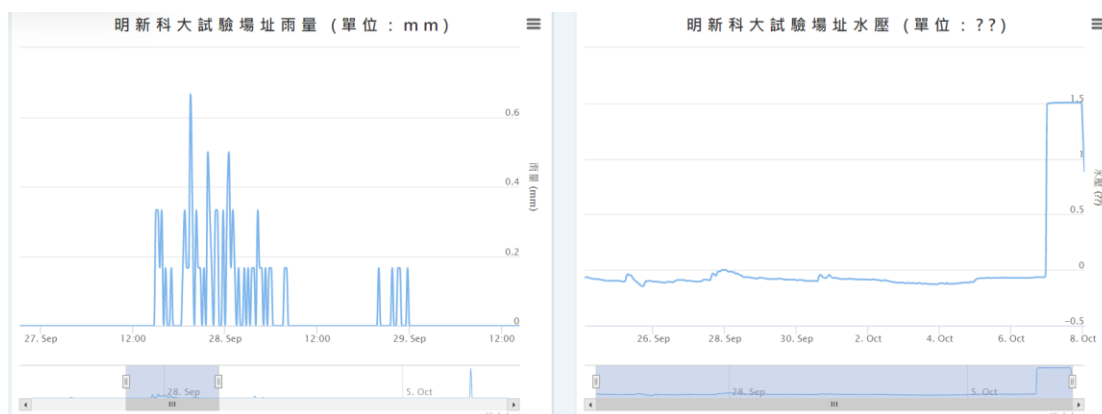 明新科大試驗場址雨量 (單位 : mm)
0.6
0.4
0.2
0
雨量 (mm)
27. Sep
12:00
28. Sep
12:00
29. Sep
12:00
28. Sep
5. Oct
明新科大試驗場址水壓 (單位 : ??)
1.5
1
0.5
0
-0.5
水壓 (??)
26. Sep
28. Sep
30. Sep
2. Oct
4. Oct
6. Oct
8. Oct
28. Sep
5. Oct